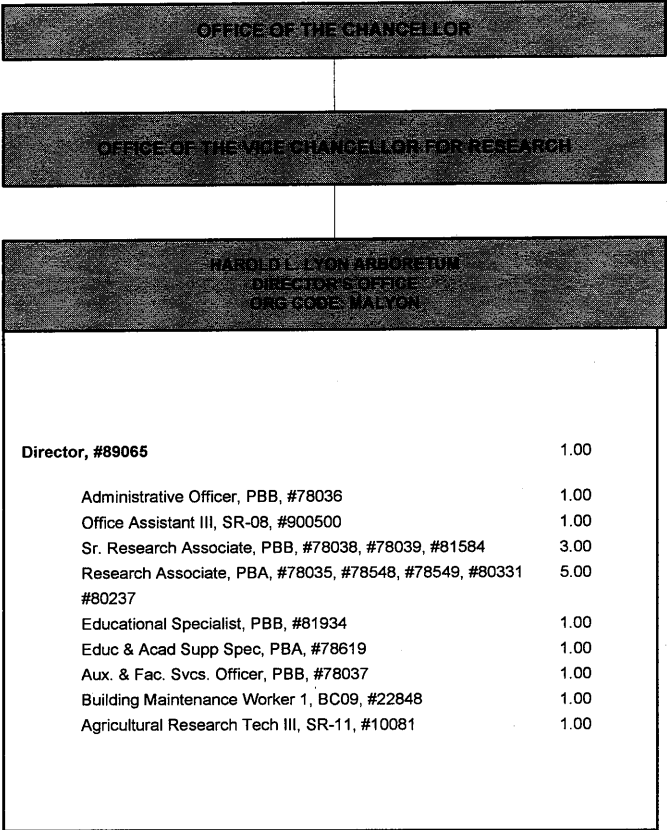 OFFICE OF THE CHANCELLOR
OFFICE OF THE VICE CHANCELLOR FOR RESEARCH
HAROLD L. LYON ARBORETUM
DIRECTOR'S OFFICE
ORG CODE: MALYON
Director, #89065 1.00
Administrative Officer, PBB, #78036 1.00
Office Assistant III, SR-08, #900500 1.00
Sr. Research Associate, PBB, #78038, #78039, #81584 3.00
Research Associate, PBA, #78035, #78548, #78549, #80331 5.00
#80237
Educational Specialist, PBB, #81934 1.00
Educ & Acad Supp Spec, PBA, #78619 1.00
Aux. & Fac. Svcs. Officer, PBB, #78037 1.00
Building Maintenance Worker 1, BC09, #22848 1.00
Agricultural Research Tech III, SR-11, #10081 1.00